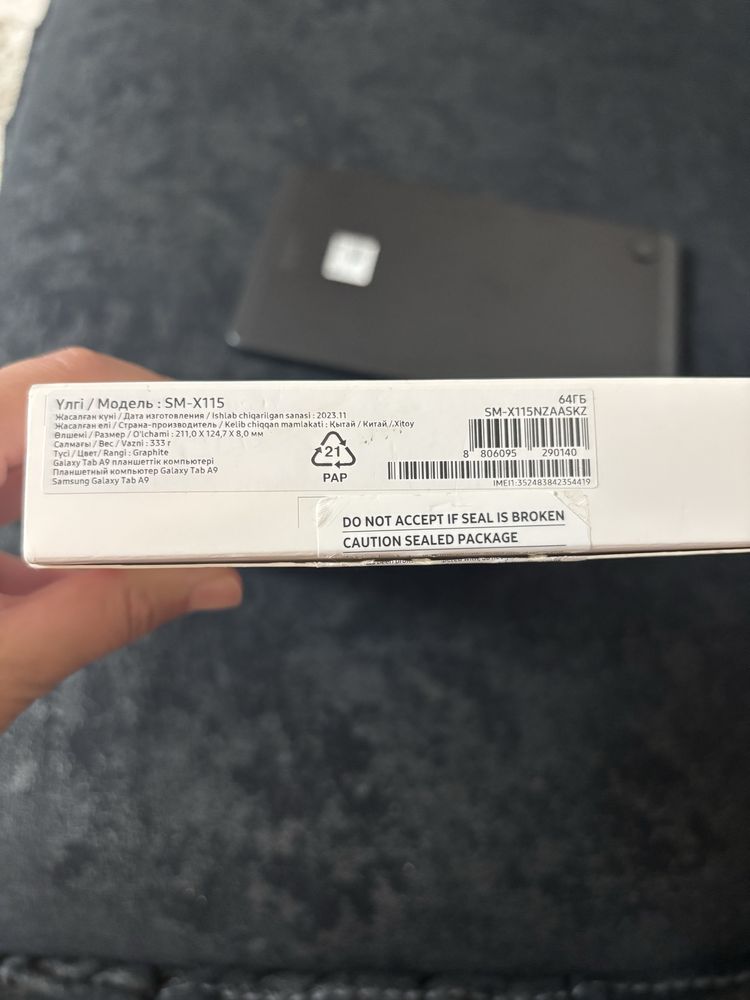 Үлгі / Модель : SM-X115
Жасалған күні / Дата изготовления / Ishlab chiqarilgan sanasi : 2023.11
Жасалған елі / Страна-производитель / Kelib chiqqan mamlakati : Қытай / Китай / Xitoy
Өлшемі / Размер / O'lchami : 211,0 X 124,7 X 8,0 мм
Салмағы / Вес / Vazni : 333 г
Түсі / Цвет/ Rangi : Graphite
Galaxy Tab A9 планшеттік компьютері
Планшетный компьютер Galaxy Tab A9
Samsung Galaxy Tab A9
21
PAP
64ГБ
SM-X115NZAASKZ
8 806095 290140
IMEI1:352483842354419
DO NOT ACCEPT IF SEAL IS BROKEN
CAUTION SEALED PACKAGE